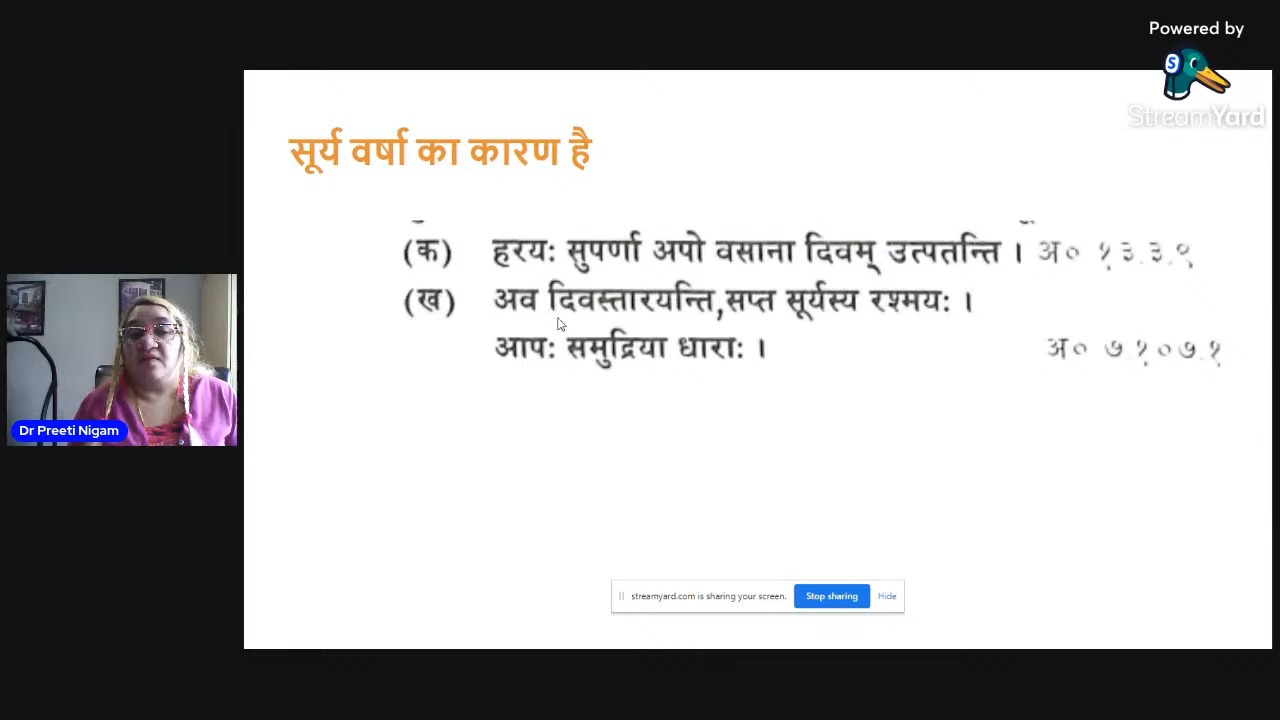 Powered by
StreamYard
सूर्य वर्षा का कारण है
(क) हरयः सुपर्णा अपो वसाना दिवम् उत्पतन्ति । अ० १३.३.९
(ख) अव दिवस्तारयन्ति,सप्त सूर्यस्य रश्मयः ।
आपः समुद्रिया धाराः । अ० ७.१०७.१
Dr Preeti Nigam
streamyard.com is sharing your screen. Stop sharing Hide